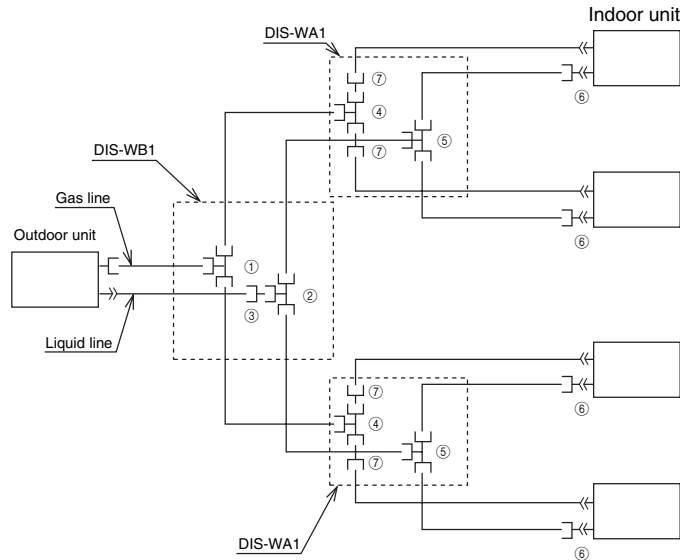 Indoor unit
DIS-WA1
⑦
⑥
④
⑤
⑦
DIS-WB1
Gas line
Outdoor unit
⑥
①
②
③
Liquid line
⑦
⑥
④
⑤
⑦
DIS-WA1
⑥